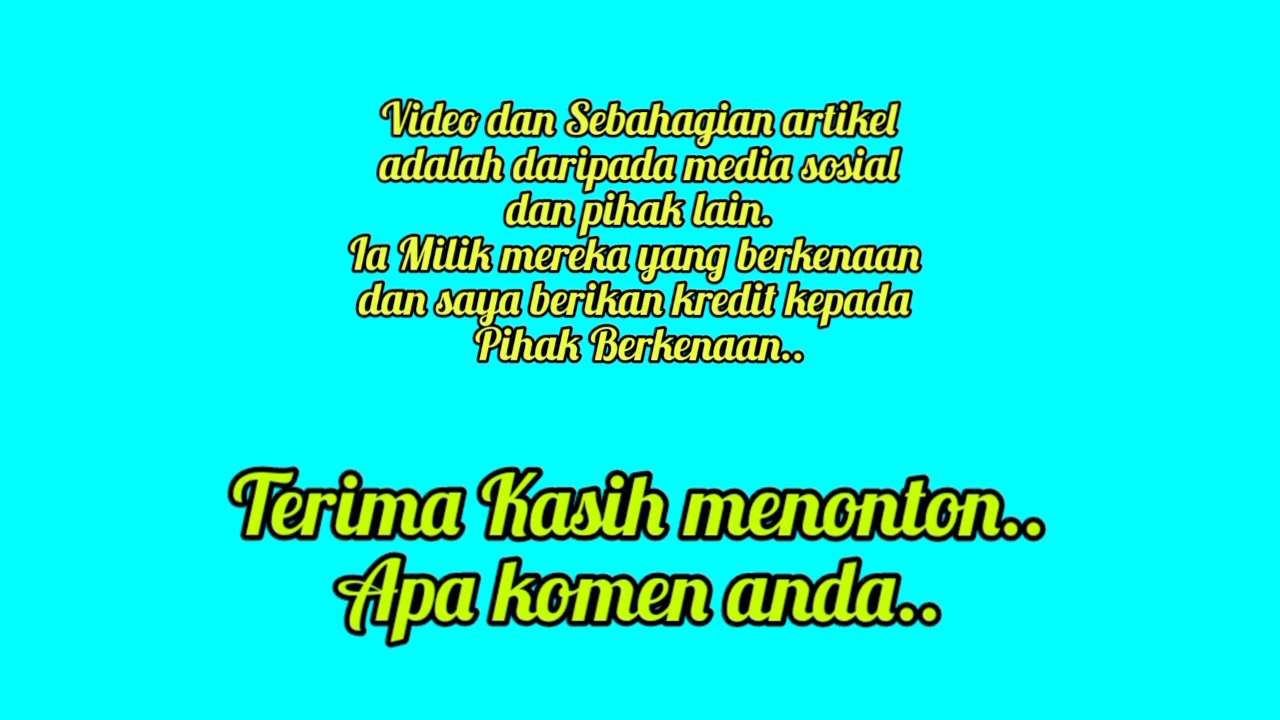 Video dan Sebahagian artikel
adalah daripada media sosial
dan pihak lain.
Ia Milik mereka yang berkenaan
dan saya berikan kredit kepada
Pihak Berkenaan..
Terima Kasih menonton..
Apa komen anda..